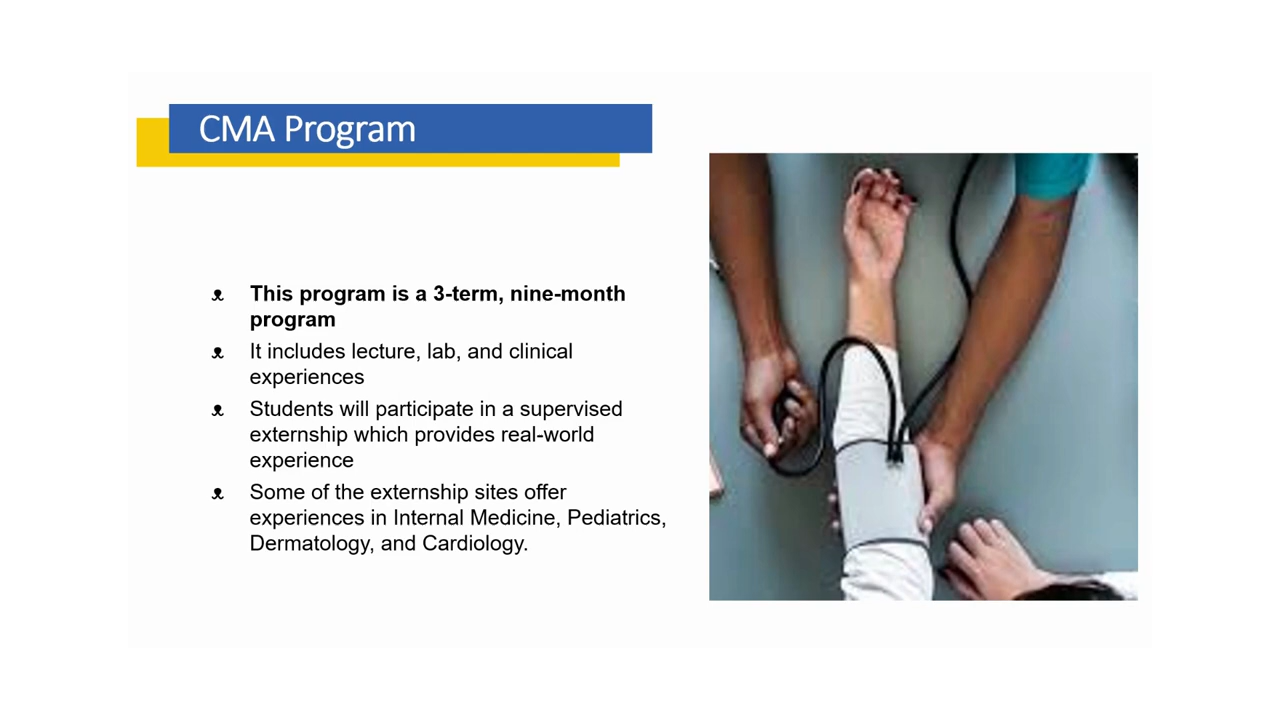 CMA Program
This program is a 3-term, nine-month
program
It includes lecture, lab, and clinical
experiences
Students will participate in a supervised
externship which provides real-world
experience
Some of the externship sites offer
experiences in Internal Medicine, Pediatrics,
Dermatology, and Cardiology.